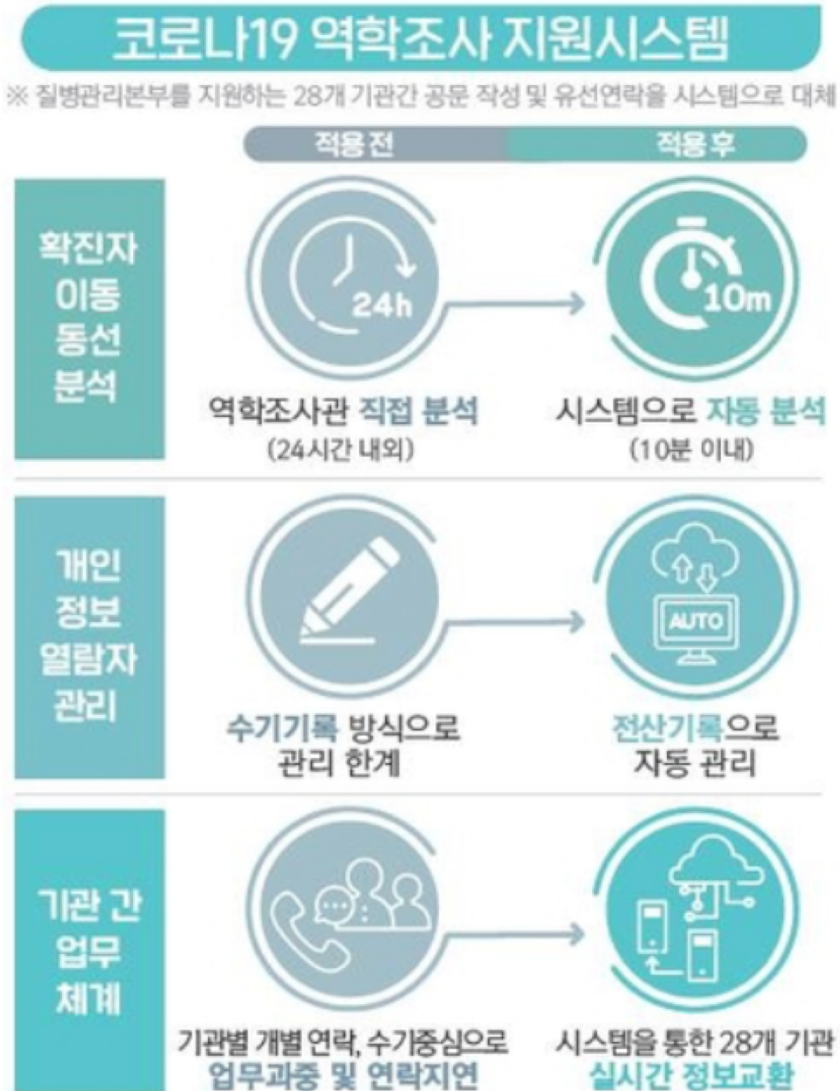 코로나19 역학조사 지원시스템
※ 질병관리본부를 지원하는 28개 기관간 공문 작성 및 유선연락을 시스템으로 대체
적용 전
적용 후
확진자
이동
동선
분석
24h
10m
역학조사관 직접 분석
(24시간 내외)
시스템으로 자동 분석
(10분 이내)
개인
정보
열람자
관리
AUTO
수기기록 방식으로
관리 한계
전산기록으로
자동 관리
기관 간
업무
체계
기관별 개별 연락, 수기중심으로
업무과중 및 연락지연
시스템을 통한 28개 기관
실시간 정보교환